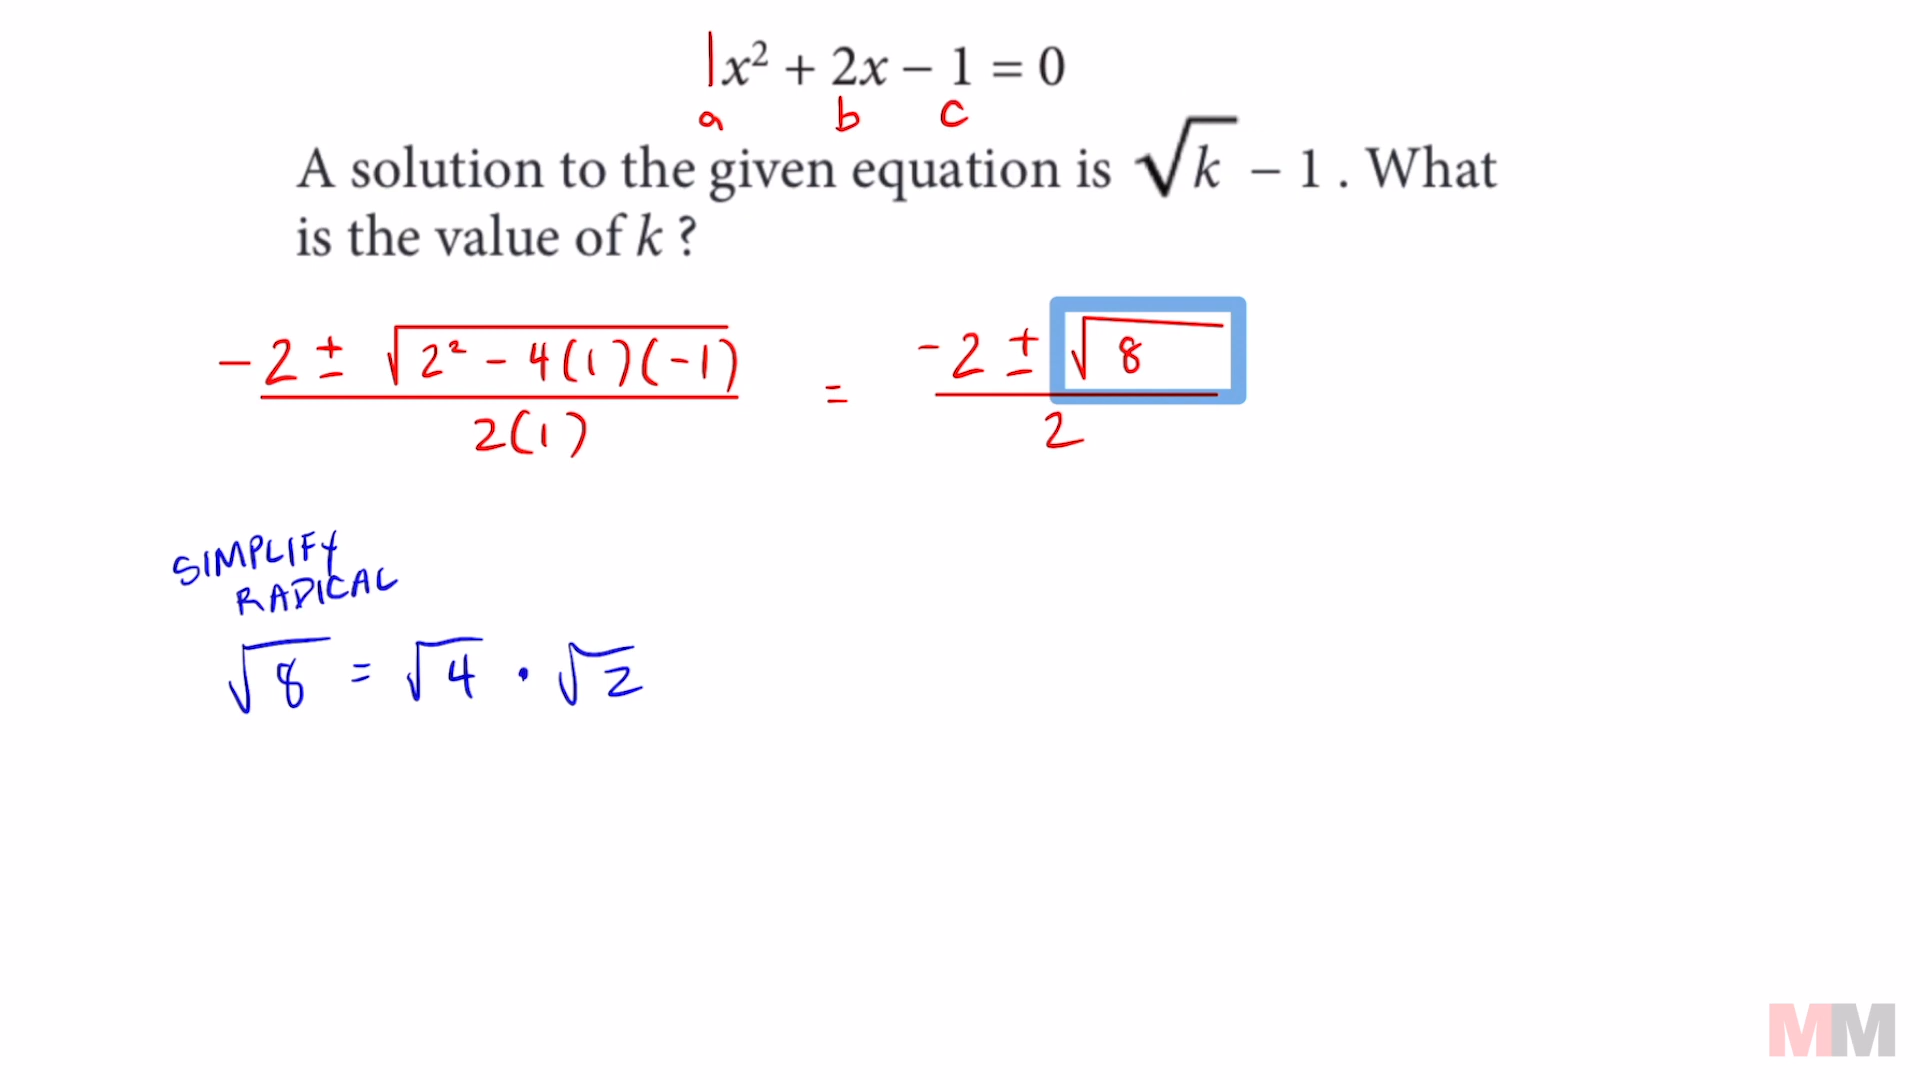 1x² + 2x − 1 = 0
a b c
A solution to the given equation is √k − 1 . What
is the value of k ?
-2 ± √(2² - 4(1)(-1)) / 2(1) = -2 ± √8 / 2
SIMPLIFY
RADICAL
√8 = √4 · √2
MM